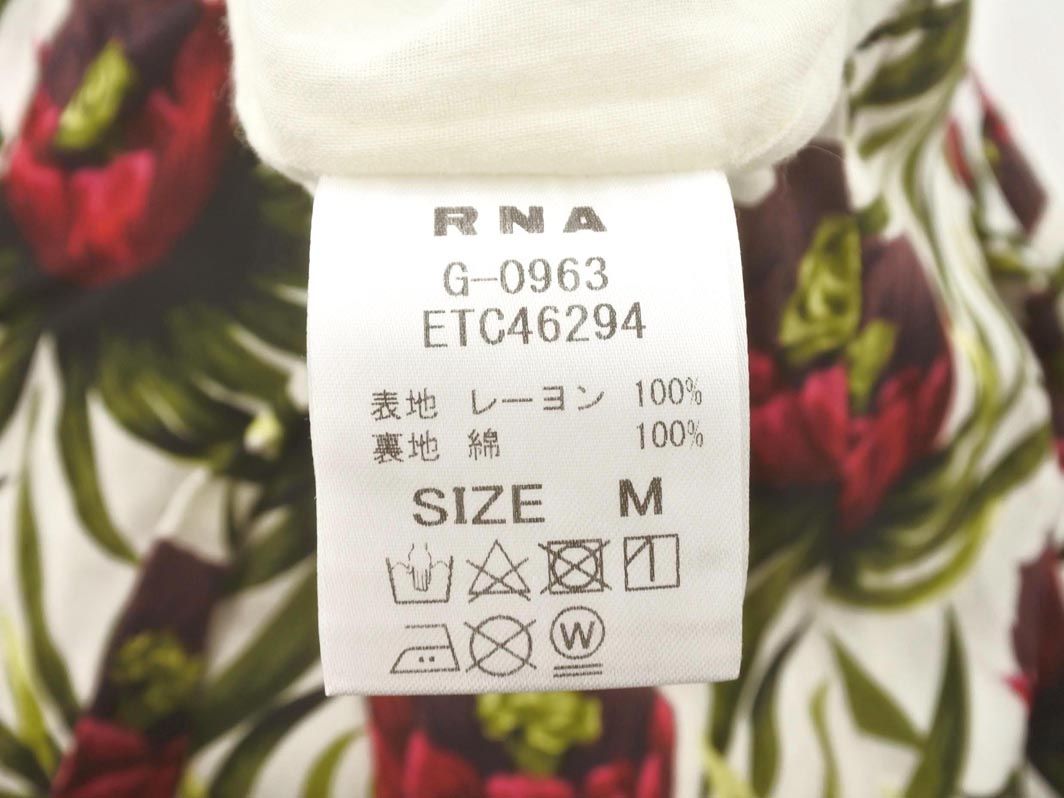 RNA
G-0963
ETC46294
表地 レーヨン 100%
裏地 綿 100%
SIZE M
W